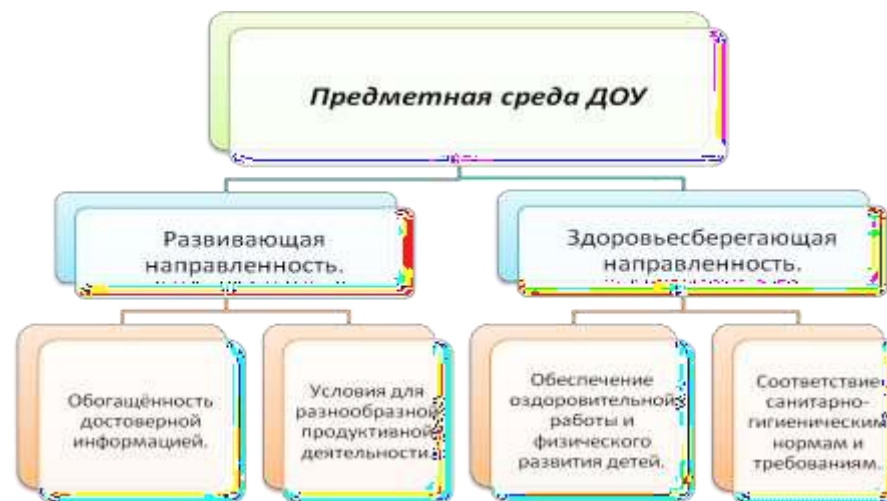 Предметная среда ДОУ
Развивающая
направленность.
Здоровьесберегающая
направленность.
Обогащённость
достоверной
информацией.
Условия для
разнообразной
продуктивной
деятельности.
Обеспечение
оздоровительной
работы и
физического
развития детей.
Соответствие
санитарно-
гигиеническим
нормам и
требованиям.